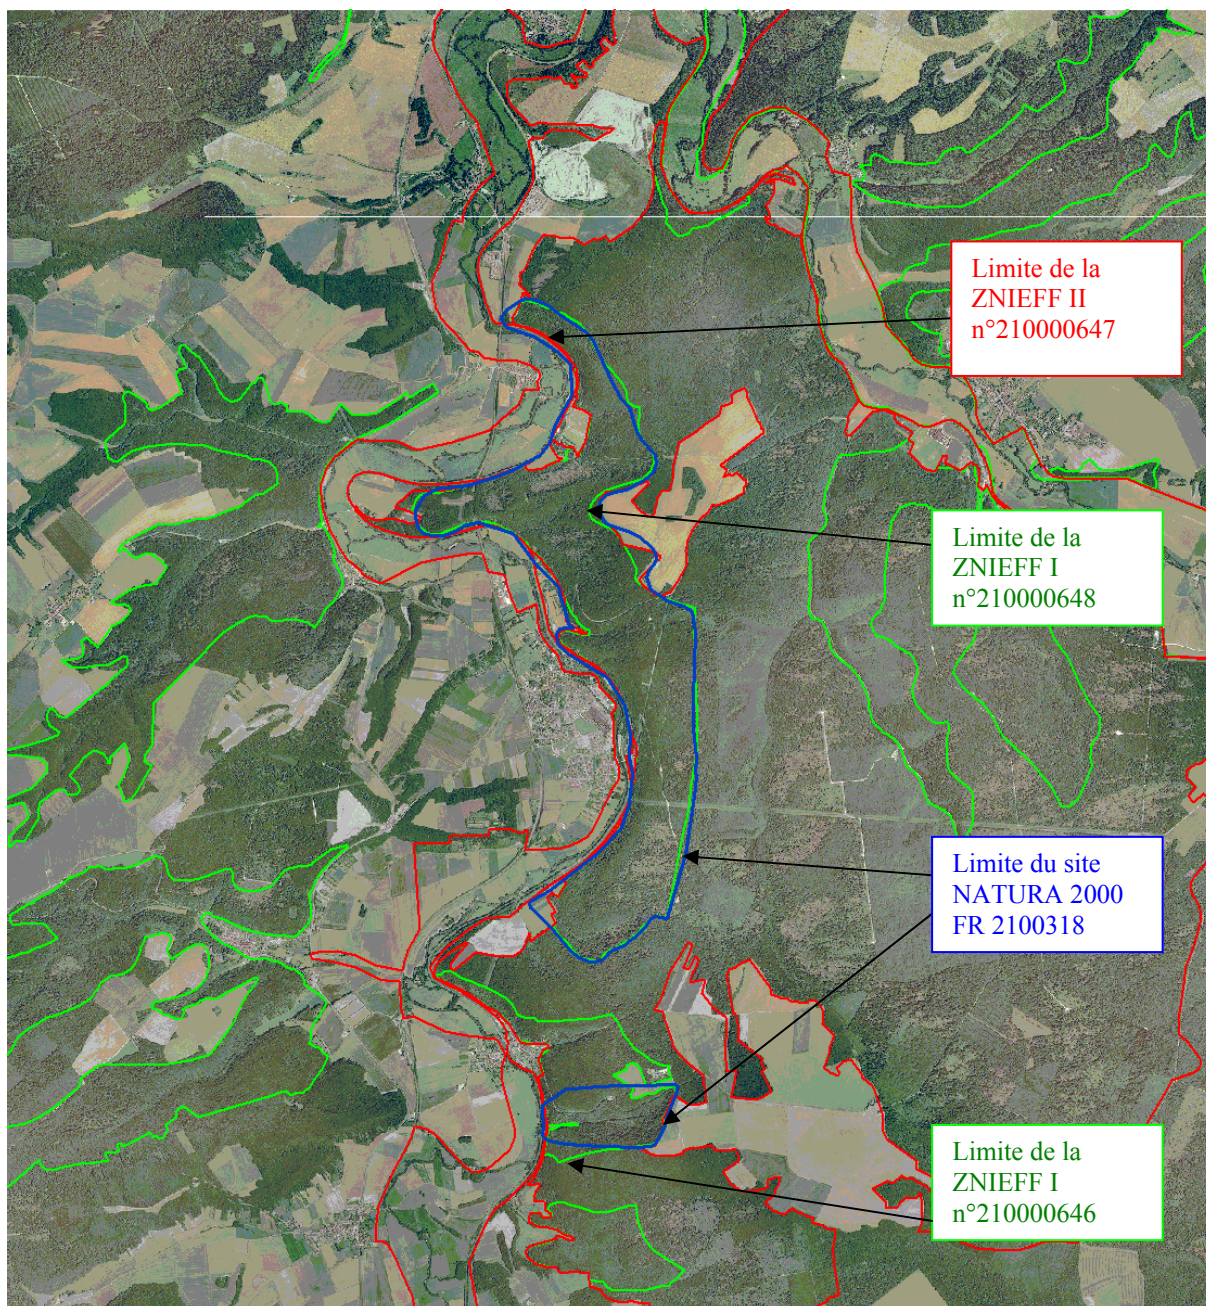 Limite de la
ZNIEFF II
n°210000647
Limite de la
ZNIEFF I
n°210000648
Limite du site
NATURA 2000
FR 2100318
Limite de la
ZNIEFF I
n°210000646